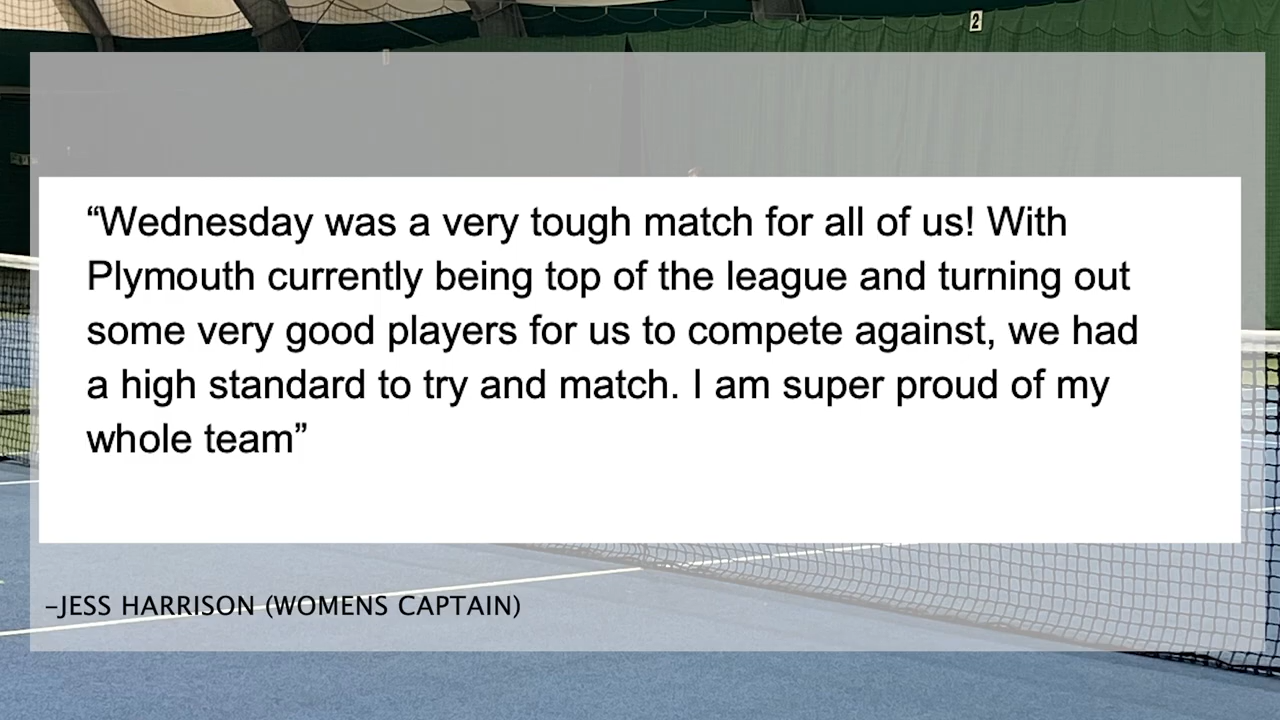 2
“Wednesday was a very tough match for all of us! With
Plymouth currently being top of the league and turning out
some very good players for us to compete against, we had
a high standard to try and match. I am super proud of my
whole team”
–JESS HARRISON (WOMENS CAPTAIN)